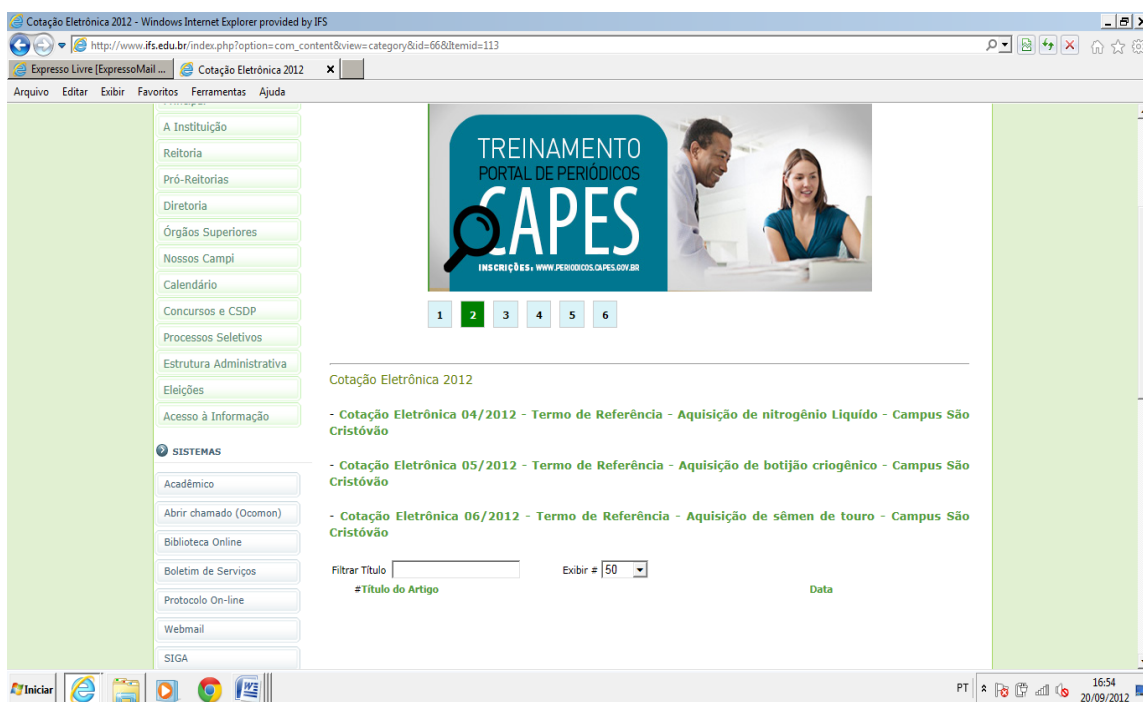 Cotação Eletrônica 2012 - Windows Internet Explorer provided by IFS
http://www.ifs.edu.br/index.php?option=com_content&view=category&id=66&Itemid=113
Expresso Livre [ExpressoMail ...
Cotação Eletrônica 2012
Arquivo Editar Exibir Favoritos Ferramentas Ajuda
A Instituição
Reitoria
Pró-Reitorias
Diretoria
Órgãos Superiores
Nossos Campi
Calendário
Concursos e CSDP
Processos Seletivos
Estrutura Administrativa
Eleições
Acesso à Informação
SISTEMAS
Acadêmico
Abrir chamado (Ocomon)
Biblioteca Online
Boletim de Serviços
Protocolo On-line
Webmail
SIGA
TREINAMENTO
PORTAL DE PERIÓDICOS
CAPES
INSCRIÇÕES: WWW.PERIODICOS.CAPES.GOV.BR
1 2 3 4 5 6
Cotação Eletrônica 2012
- Cotação Eletrônica 04/2012 - Termo de Referência - Aquisição de nitrogênio Liquído - Campus São
Cristóvão
- Cotação Eletrônica 05/2012 - Termo de Referência - Aquisição de botijão criogênico - Campus São
Cristóvão
- Cotação Eletrônica 06/2012 - Termo de Referência - Aquisição de sêmen de touro - Campus São
Cristóvão
Filtrar Título Exibir # 50
#Título do Artigo Data
Iniciar
PT
16:54
20/09/2012